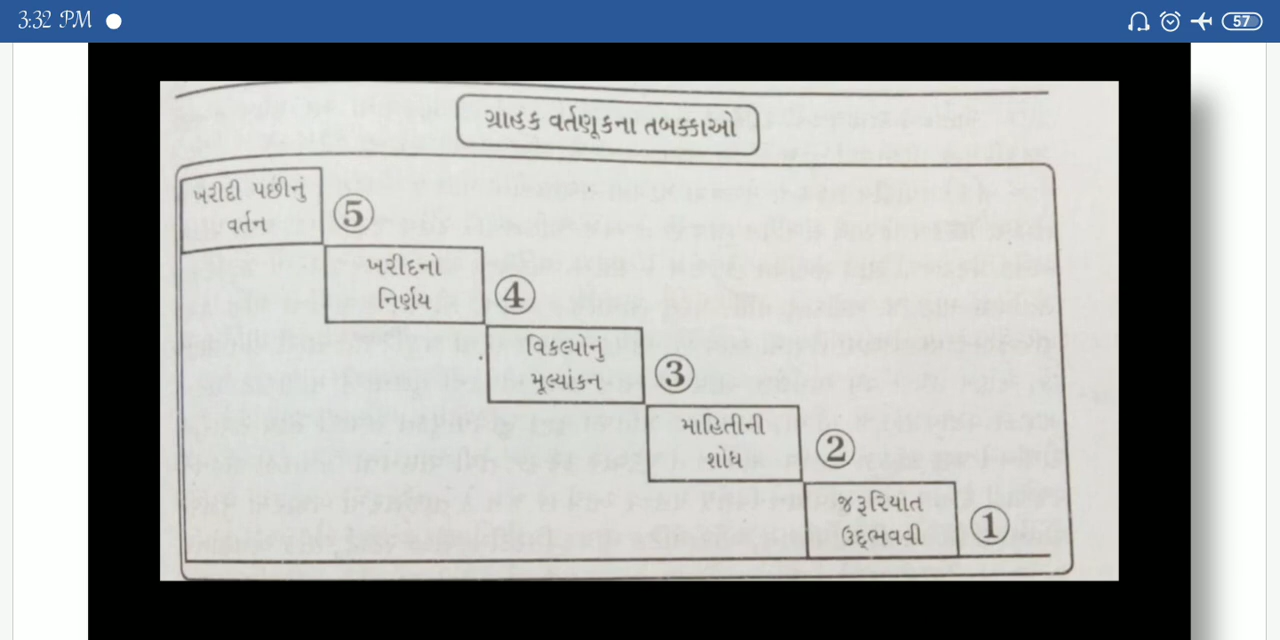 3:32 PM
57
ગ્રાહક વર્તણૂકના તબક્કાઓ
ખરીદી પછીનું
વર્તન
5
ખરીદનો
નિર્ણય
4
વિકલ્પોનું
મૂલ્યાંકન
3
માહિતીની
શોધ
2
જરૂરિયાત
ઉદ્ભવવી
1